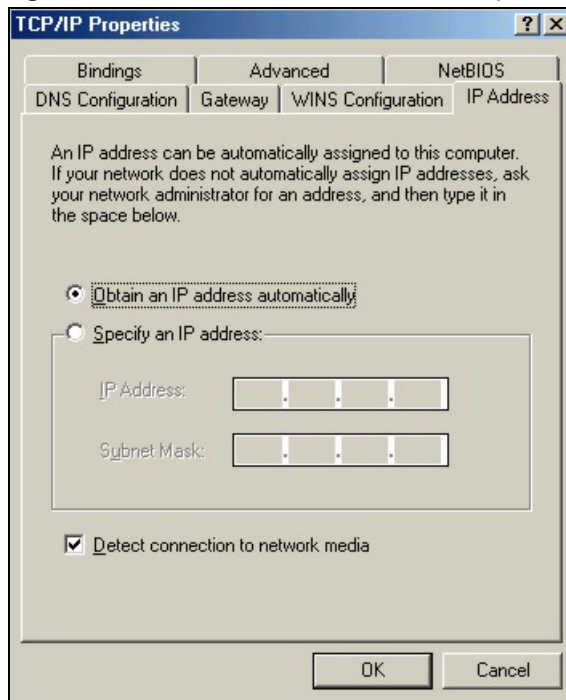 TCP/IP Properties
Bindings Advanced NetBIOS
DNS Configuration Gateway WINS Configuration IP Address
An IP address can be automatically assigned to this computer.
If your network does not automatically assign IP addresses, ask
your network administrator for an address, and then type it in
the space below.
Obtain an IP address automatically
Specify an IP address:
IP Address:
. . .
Subnet Mask:
. . .
Detect connection to network media
OK Cancel